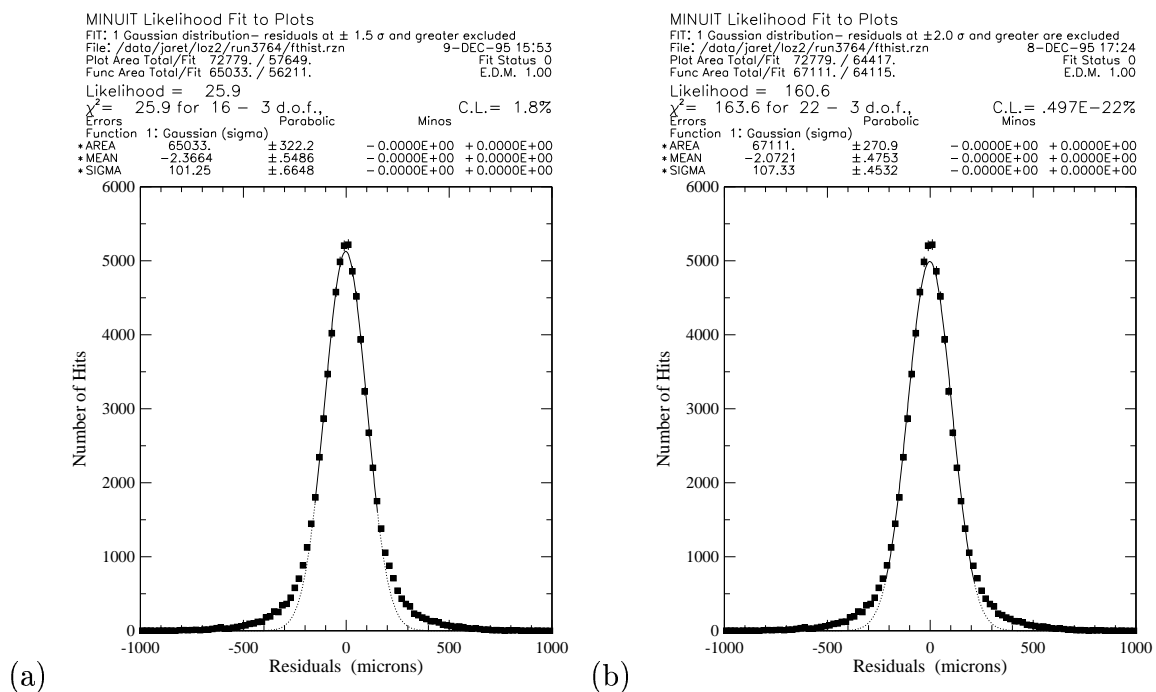 MINUIT Likelihood Fit to Plots
FIT: 1 Gaussian distribution- residuals at ± 1.5 σ and greater excluded
File: /data/jaret/loz2/run3764/fthist.rzn 9-DEC-95 15:53
Plot Area Total/Fit 72779. / 57649. Fit Status 0
Func Area Total/Fit 65033. / 56211. E.D.M. 1.00
Likelihood = 25.9
χ²= 25.9 for 16 - 3 d.o.f., C.L.= 1.8%
Errors Parabolic Minos
Function 1: Gaussian (sigma)
* AREA 65033. ± 322.2 - 0.0000E+00 + 0.0000E+00
* MEAN -2.3664 ± .5486 - 0.0000E+00 + 0.0000E+00
* SIGMA 101.25 ± .6648 - 0.0000E+00 + 0.0000E+00
6000
5000
4000
3000
2000
1000
0
Number of Hits
-1000 -500 0 500 1000
Residuals (microns)
(a)
MINUIT Likelihood Fit to Plots
FIT: 1 Gaussian distribution- residuals at ±2.0 σ and greater are excluded
File: /data/jaret/loz2/run3764/fthist.rzn 8-DEC-95 17:24
Plot Area Total/Fit 72779. / 64417. Fit Status 0
Func Area Total/Fit 67111. / 64115. E.D.M. 1.00
Likelihood = 160.6
χ²= 163.6 for 22 - 3 d.o.f., C.L.= .497E-22%
Errors Parabolic Minos
Function 1: Gaussian (sigma)
* AREA 67111. ± 270.9 - 0.0000E+00 + 0.0000E+00
* MEAN -2.0721 ± .4753 - 0.0000E+00 + 0.0000E+00
* SIGMA 107.33 ± .4532 - 0.0000E+00 + 0.0000E+00
6000
5000
4000
3000
2000
1000
0
Number of Hits
-1000 -500 0 500 1000
Residuals (microns)
(b)